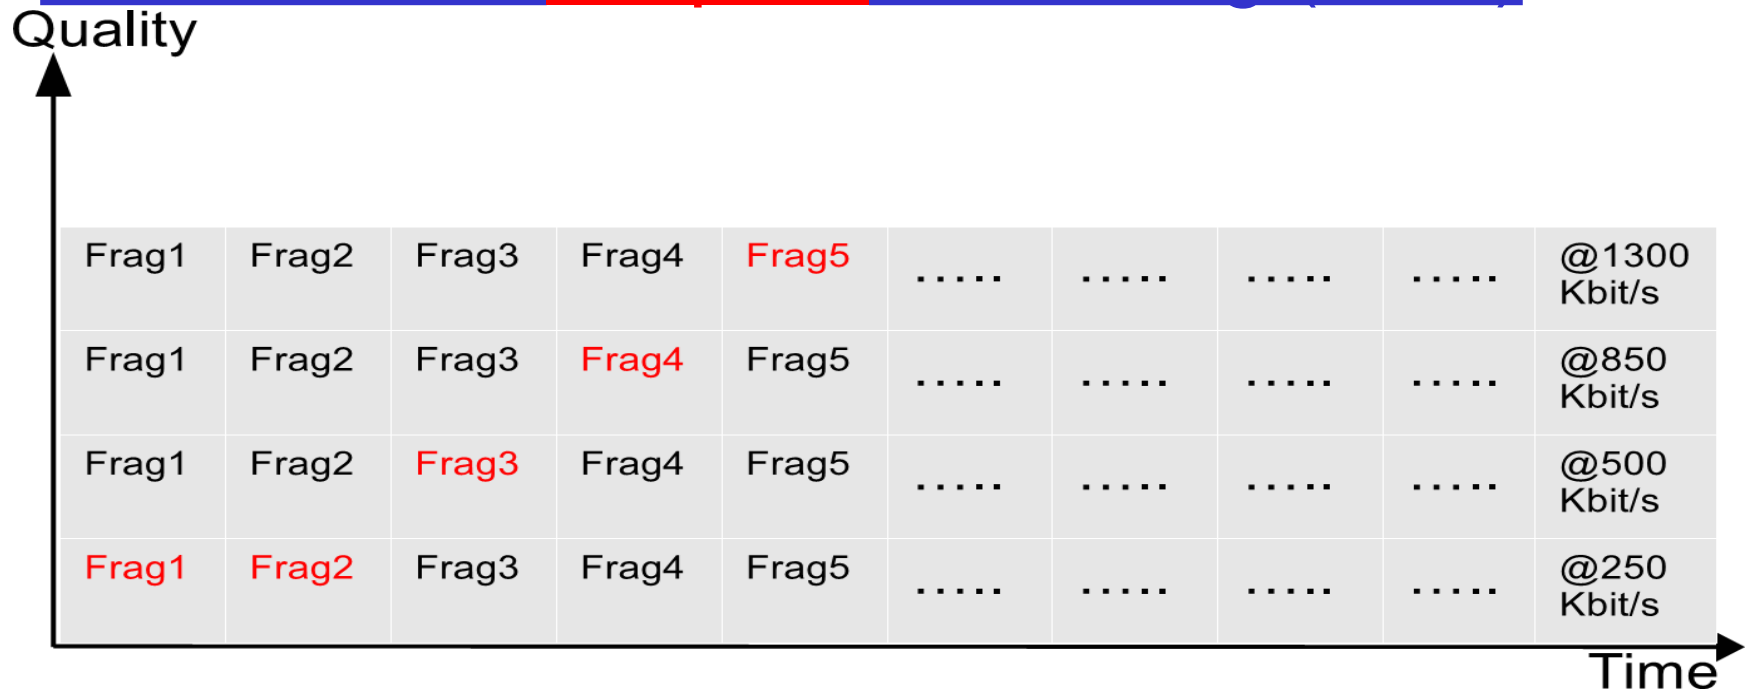 Quality
Frag1 Frag2 Frag3 Frag4 Frag5 ..... ..... ..... ..... @1300
Kbit/s
Frag1 Frag2 Frag3 Frag4 Frag5 ..... ..... ..... ..... @850
Kbit/s
Frag1 Frag2 Frag3 Frag4 Frag5 ..... ..... ..... ..... @500
Kbit/s
Frag1 Frag2 Frag3 Frag4 Frag5 ..... ..... ..... ..... @250
Kbit/s
Time